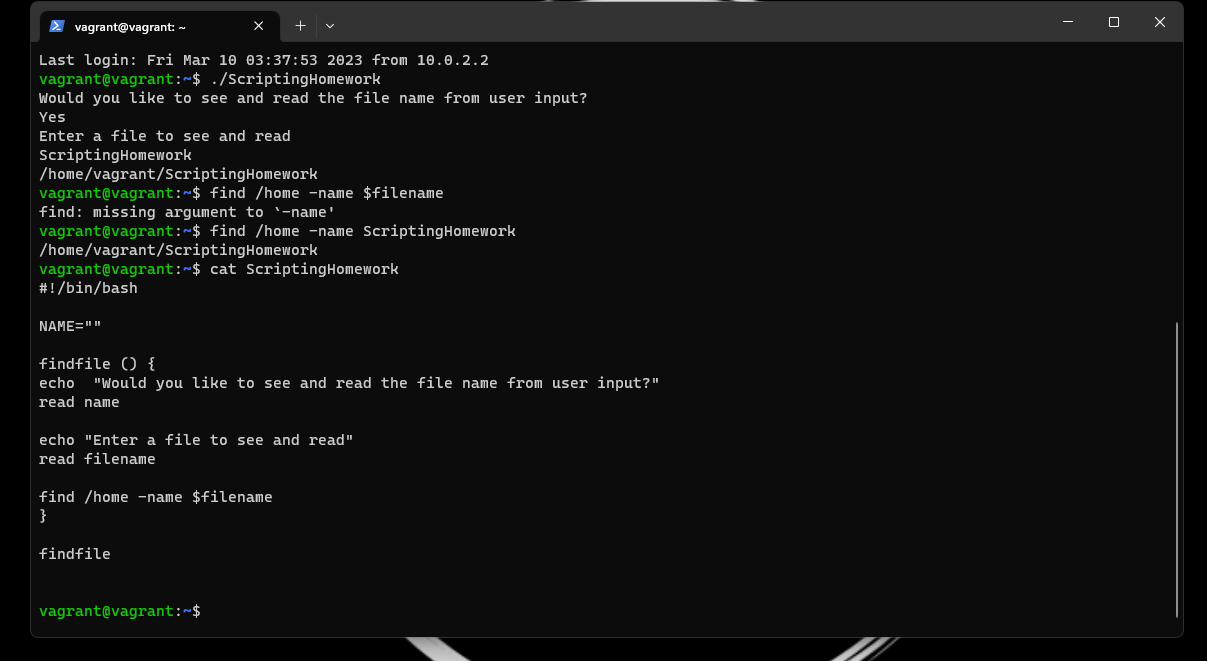 vagrant@vagrant: ~
Last login: Fri Mar 10 03:37:53 2023 from 10.0.2.2
vagrant@vagrant:~$ ./ScriptingHomework
Would you like to see and read the file name from user input?
Yes
Enter a file to see and read
ScriptingHomework
/home/vagrant/ScriptingHomework
vagrant@vagrant:~$ find /home -name $filename
find: missing argument to `-name'
vagrant@vagrant:~$ find /home -name ScriptingHomework
/home/vagrant/ScriptingHomework
vagrant@vagrant:~$ cat ScriptingHomework
#!/bin/bash
NAME=""
findfile () {
echo  "Would you like to see and read the file name from user input?"
read name
echo "Enter a file to see and read"
read filename
find /home -name $filename
}
findfile
vagrant@vagrant:~$